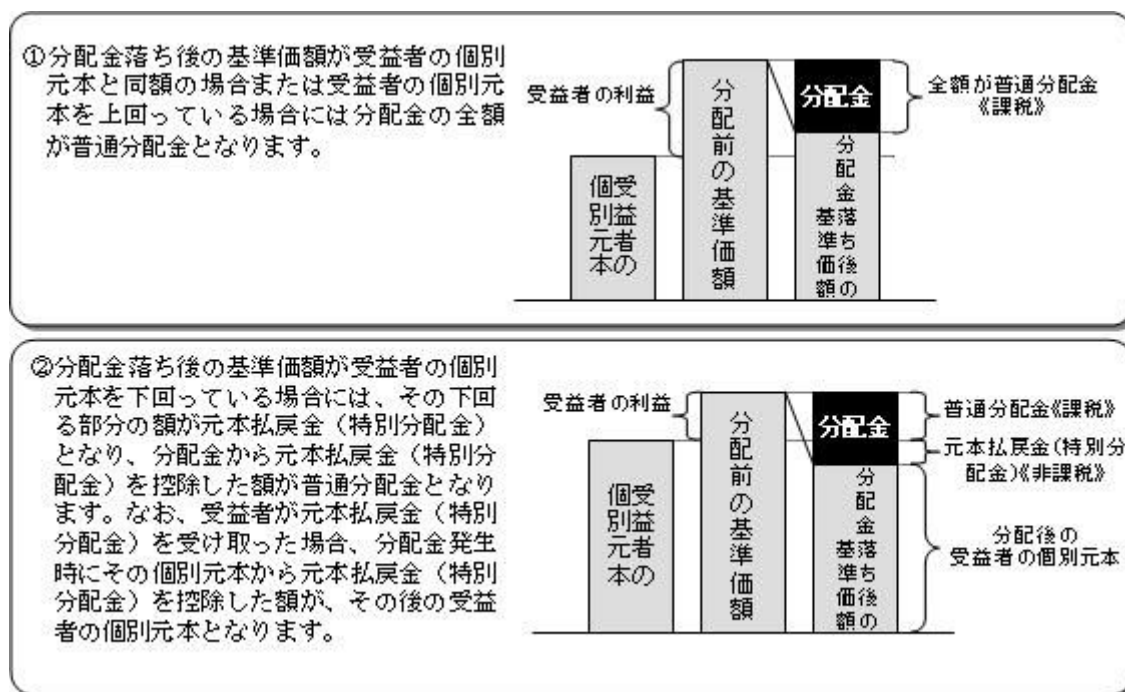 ①分配金落ち後の基準価額が受益者の個別
元本と同額の場合または受益者の個別元
本を上回っている場合には分配金の全額
が普通分配金となります。
受益者の利益
受益者の
個別元本
分配前の基準価額
分配金
分配金落ち後の
基準価額
全額が普通分配金
《課税》
②分配金落ち後の基準価額が受益者の個別
元本を下回っている場合には、その下回
る部分の額が元本払戻金（特別分配金）
となり、分配金から元本払戻金（特別分
配金）を控除した額が普通分配金となり
ます。なお、受益者が元本払戻金（特別
分配金）を受け取った場合、分配金発生
時にその個別元本から元本払戻金（特別
分配金）を控除した額が、その後の受益
者の個別元本となります。
受益者の利益
受益者の
個別元本
分配前の基準価額
分配金
分配金落ち後の
基準価額
普通分配金《課税》
元本払戻金(特別分
配金)《非課税》
分配後の
受益者の個別元本